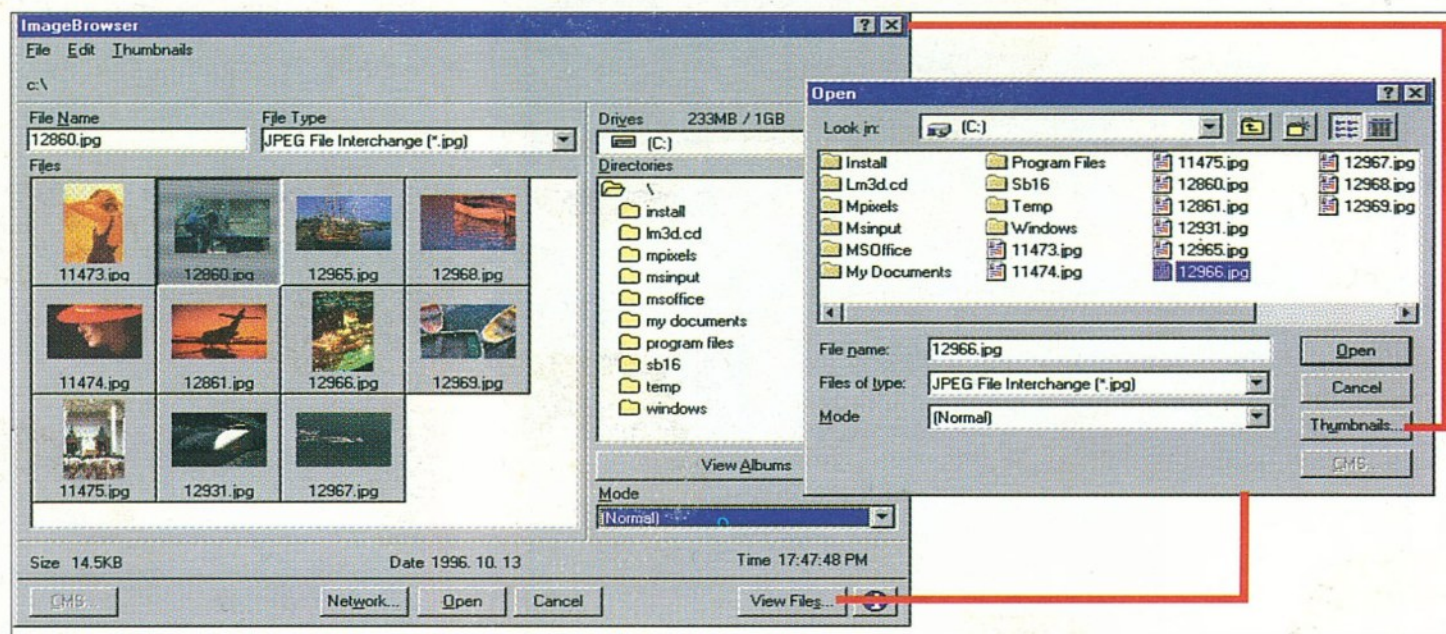 ImageBrowser
File Edit Thumbnails
c:\
File Name File Type
12860.jpg JPEG File Interchange (*.jpg)
Files
11473.jpg 12860.jpg 12965.jpg 12968.jpg
11474.jpg 12861.jpg 12966.jpg 12969.jpg
11475.jpg 12931.jpg 12967.jpg
Drives 233MB / 1GB
(C:)
Directories
\
install
lm3d.cd
mpixels
msinput
msoffice
my documents
program files
sb16
temp
windows
View Albums
Mode
(Normal)
Size 14.5KB Date 1996. 10. 13 Time 17:47:48 PM
CMS... Network... Open Cancel View Files...
Open
Look in: (C:)
Install Program Files 11475.jpg 12967.jpg
Lm3d.cd Sb16 12860.jpg 12968.jpg
Mpixels Temp 12861.jpg 12969.jpg
Msinput Windows 12931.jpg
MSOffice 11473.jpg 12965.jpg
My Documents 11474.jpg 12966.jpg
File name: 12966.jpg Open
Files of type: JPEG File Interchange (*.jpg) Cancel
Mode (Normal) Thumbnails...
CMS...